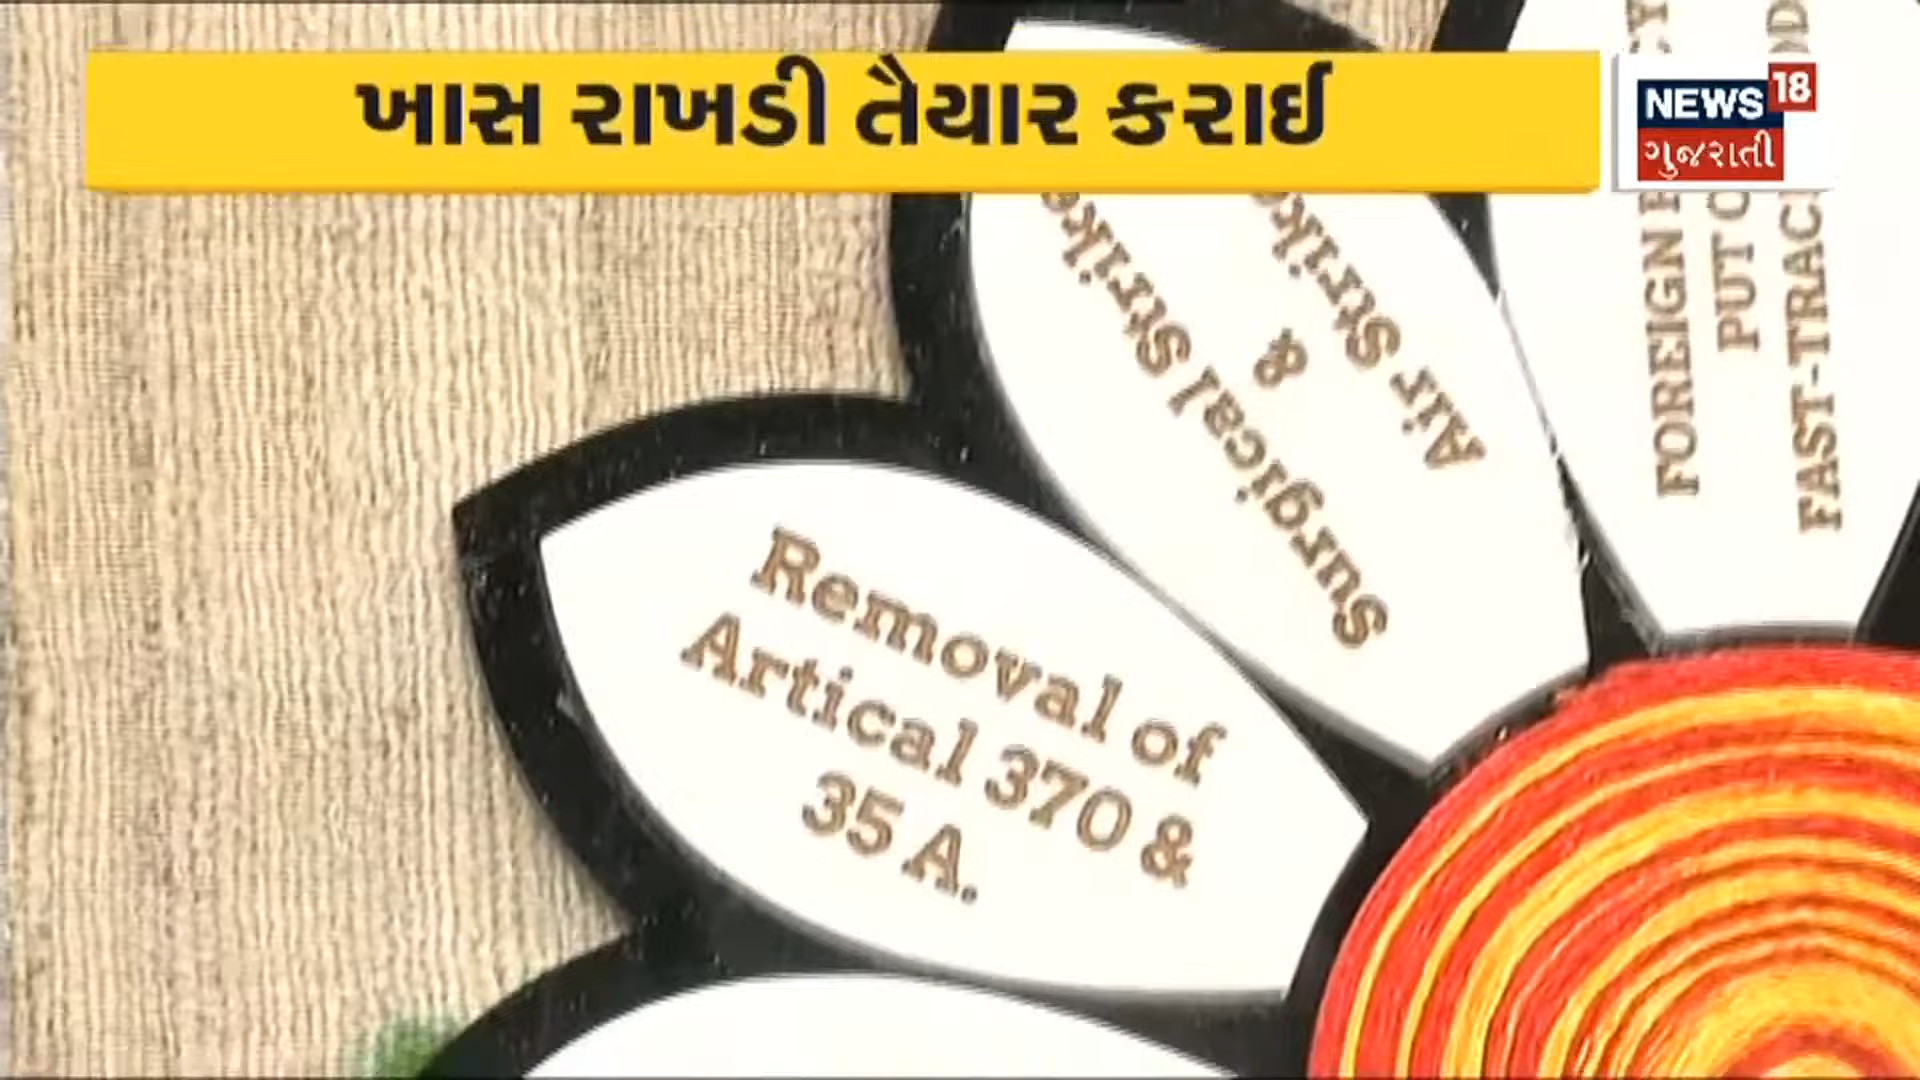 ખાસ રાખડી તૈયાર કરાઈ
NEWS 18
ગુજરાતી
Surgical Strike
&
Air Strike
FOREIGN
PUT
FAST-TRAC
Removal of
Artical 370 &
35 A.